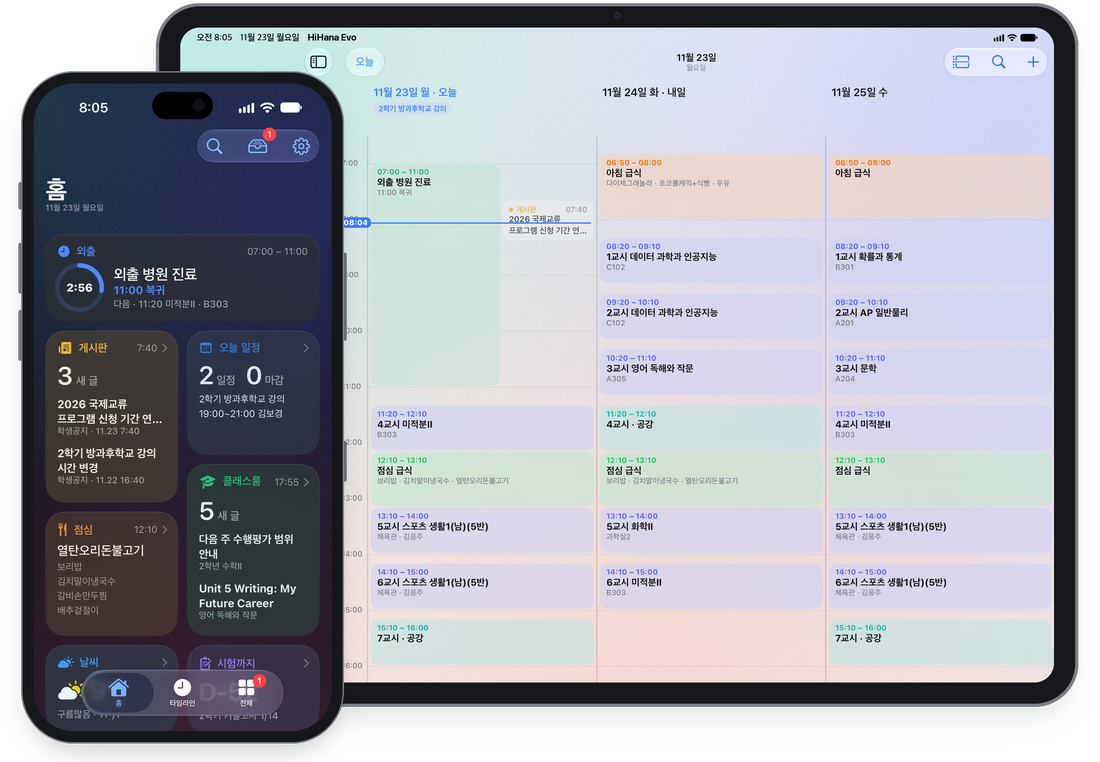 8:05
1
홈
11월 23일 월요일
외출
07:00 – 11:00
2:56
외출 병원 진료
11:00 복귀
다음 · 11:20 미적분II · B303
게시판
7:40
3 새 글
2026 국제교류
프로그램 신청 기간 연...
학생공지 · 11.23 7:40
2학기 방과후학교 강의
시간 변경
학생공지 · 11.22 16:40
오늘 일정
2 일정 0 마감
2학기 방과후학교 강의
19:00~21:00 김보경
점심
12:10
열탄오리돈불고기
보리밥
김치말이냉국수
갈비손만두찜
배추겉절이
클래스룸
17:55
5 새 글
다음 주 수행평가 범위
안내
2학년 수학II
Unit 5 Writing: My
Future Career
영어 독해와 작문
날씨
구름많음
시험까지
1
홈
타임라인
전체
오전 8:05 11월 23일 월요일 HiHana Evo
오늘
11월 23일
월요일
11월 23일 월 · 오늘
2학기 방과후학교 강의
11월 24일 화 · 내일
11월 25일 수
7:00
08:04
11:00
13:00
14:00
15:00
16:00
07:00 – 11:00
외출 병원 진료
11:00 복귀
게시판 07:40
2026 국제교류
프로그램 신청 기간 연...
11:20 – 12:10
4교시 미적분II
B303
12:10 – 13:10
점심 급식
보리밥 · 김치말이냉국수 · 열탄오리돈불고기
13:10 – 14:00
5교시 스포츠 생활1(남)(5반)
체육관 · 김응주
14:10 – 15:00
6교시 스포츠 생활1(남)(5반)
체육관 · 김응주
15:10 – 16:00
7교시 · 공강
06:50 – 08:00
아침 급식
다이제그래놀라 · 초코롤케익+식빵 · 우유
08:20 – 09:10
1교시 데이터 과학과 인공지능
C102
09:20 – 10:10
2교시 데이터 과학과 인공지능
C102
10:20 – 11:10
3교시 영어 독해와 작문
A305
11:20 – 12:10
4교시 · 공강
12:10 – 13:10
점심 급식
보리밥 · 김치말이냉국수 · 열탄오리돈불고기
13:10 – 14:00
5교시 화학II
과학실2
14:10 – 15:00
6교시 미적분II
B303
06:50 – 08:00
아침 급식
08:20 – 09:10
1교시 확률과 통계
B301
09:20 – 10:10
2교시 AP 일반물리
A201
10:20 – 11:10
3교시 문학
A204
11:20 – 12:10
4교시 미적분II
B303
12:10 – 13:10
점심 급식
13:10 – 14:00
5교시 스포츠 생활1(남)(5반)
체육관 · 김응주
14:10 – 15:00
6교시 스포츠 생활1(남)(5반)
체육관 · 김응주
15:10 – 16:00
7교시 · 공강